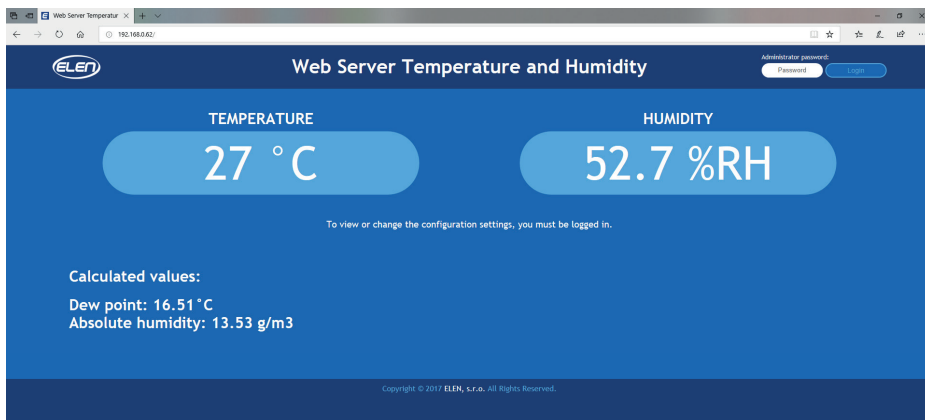 Web Server Temperatur
192.168.0.62/
ELEN
Web Server Temperature and Humidity
Administrator password:
Password
Login
TEMPERATURE
HUMIDITY
27 °C
52.7 %RH
To view or change the configuration settings, you must be logged in.
Calculated values:
Dew point: 16.51°C
Absolute humidity: 13.53 g/m3
Copyright © 2017 ELEN, s.r.o. All Rights Reserved.